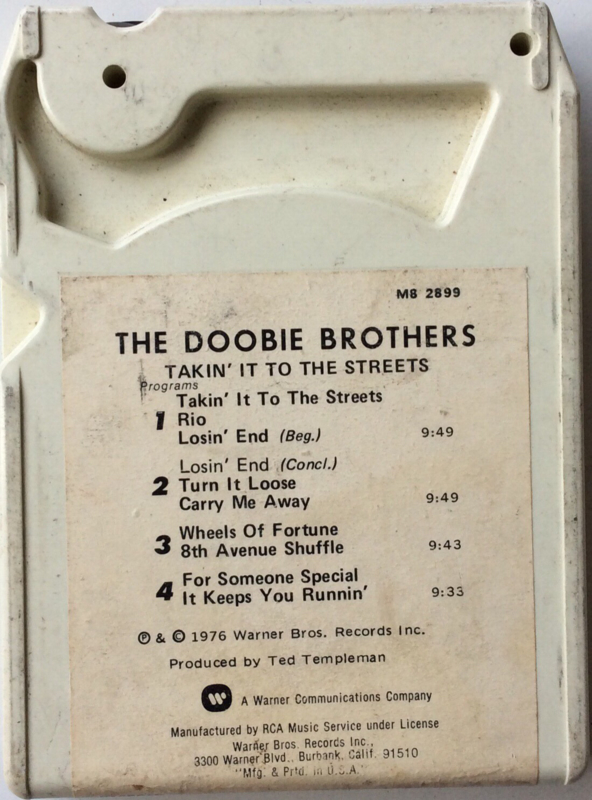 M8 2899
THE DOOBIE BROTHERS
TAKIN' IT TO THE STREETS
Programs
Takin' It To The Streets
1 Rio
Losin' End (Beg.) 9:49
Losin' End (Concl.)
2 Turn It Loose
Carry Me Away 9:49
3 Wheels Of Fortune
8th Avenue Shuffle 9:43
4 For Someone Special
It Keeps You Runnin' 9:33
℗ & © 1976 Warner Bros. Records Inc.
Produced by Ted Templeman
W A Warner Communications Company
Manufactured by RCA Music Service under License
Warner Bros. Records Inc.,
3300 Warner Blvd., Burbank, Calif. 91510
"Mfg. & Prtd. in U.S.A."